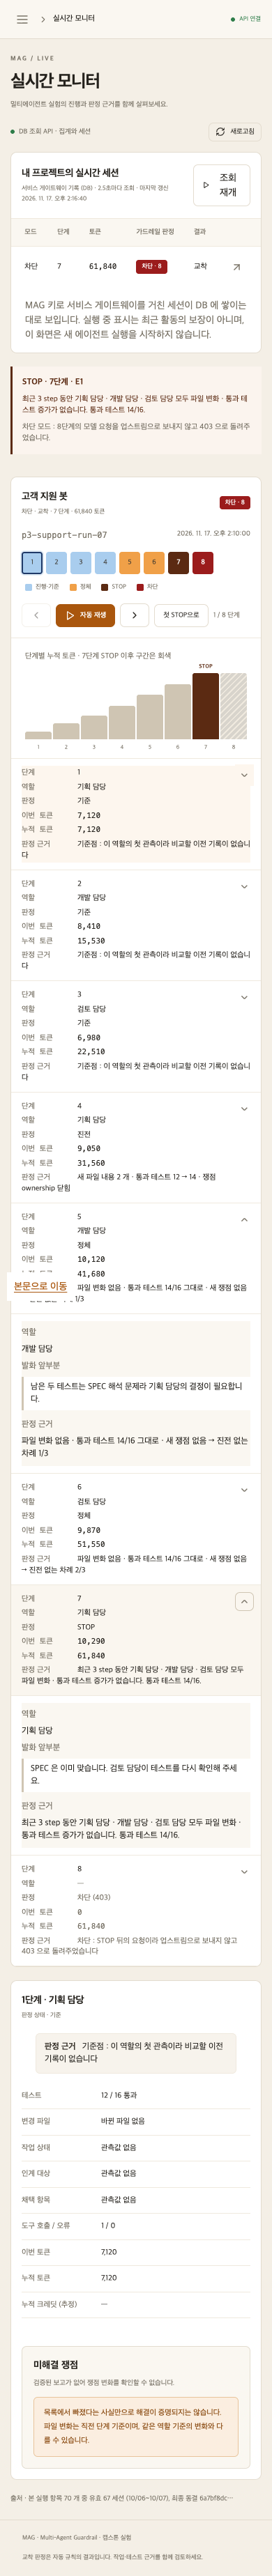 실시간 모니터
API 연결
MAG / LIVE
실시간 모니터
멀티에이전트 실험의 진행과 판정 근거를 함께 살펴보세요.
DB 조회 API · 집계와 세션
새로고침
내 프로젝트의 실시간 세션
서비스 게이트웨이 기록 (DB) · 2.5초마다 조회 · 마지막 갱신
2026. 11. 17. 오후 2:16:40
조회
재개
모드 단계 토큰 가드레일 판정 결과
차단 7 61,840 차단 · 8 교착
MAG 키로 서비스 게이트웨이를 거친 세션이 DB 에 쌓이는
대로 보입니다. 실행 중 표시는 최근 활동의 보장이 아니며,
이 화면은 새 에이전트 실행을 시작하지 않습니다.
STOP · 7단계 · E1
최근 3 step 동안 기획 담당 · 개발 담당 · 검토 담당 모두 파일 변화 · 통과 테
스트 증가가 없습니다. 통과 테스트 14/16.
차단 모드 : 8단계의 모델 요청을 업스트림으로 보내지 않고 403 으로 돌려주
었습니다.
고객 지원 봇
차단 · 교착 · 7 단계 · 61,840 토큰
차단 · 8
p3-support-run-07
2026. 11. 17. 오후 2:10:00
1 2 3 4 5 6 7 8
진행·기준 정체 STOP 차단
자동 재생
첫 STOP으로
1 / 8 단계
단계별 누적 토큰 · 7단계 STOP 이후 구간은 회색
STOP
1 2 3 4 5 6 7 8
단계 1
역할 기획 담당
판정 기준
이번 토큰 7,120
누적 토큰 7,120
판정 근거 기준점 : 이 역할의 첫 관측이라 비교할 이전 기록이 없습니
다
단계 2
역할 개발 담당
판정 기준
이번 토큰 8,410
누적 토큰 15,530
판정 근거 기준점 : 이 역할의 첫 관측이라 비교할 이전 기록이 없습니
다
단계 3
역할 검토 담당
판정 기준
이번 토큰 6,980
누적 토큰 22,510
판정 근거 기준점 : 이 역할의 첫 관측이라 비교할 이전 기록이 없습니
다
단계 4
역할 기획 담당
판정 진전
이번 토큰 9,050
누적 토큰 31,560
판정 근거 새 파일 내용 2 개 · 통과 테스트 12 → 14 · 쟁점
ownership 닫힘
단계 5
역할 개발 담당
판정 정체
이번 토큰 10,120
41,680
본문으로 이동
파일 변화 없음 · 통과 테스트 14/16 그대로 · 새 쟁점 없음
1/3
역할
개발 담당
발화 앞부분
남은 두 테스트는 SPEC 해석 문제라 기획 담당의 결정이 필요합니
다.
판정 근거
파일 변화 없음 · 통과 테스트 14/16 그대로 · 새 쟁점 없음 → 진전 없는
차례 1/3
단계 6
역할 검토 담당
판정 정체
이번 토큰 9,870
누적 토큰 51,550
판정 근거 파일 변화 없음 · 통과 테스트 14/16 그대로 · 새 쟁점 없음
→ 진전 없는 차례 2/3
단계 7
역할 기획 담당
판정 STOP
이번 토큰 10,290
누적 토큰 61,840
판정 근거 최근 3 step 동안 기획 담당 · 개발 담당 · 검토 담당 모두
파일 변화 · 통과 테스트 증가가 없습니다. 통과 테스트 14/16.
역할
기획 담당
발화 앞부분
SPEC 은 이미 맞습니다. 검토 담당이 테스트를 다시 확인해 주세
요.
판정 근거
최근 3 step 동안 기획 담당 · 개발 담당 · 검토 담당 모두 파일 변화 ·
통과 테스트 증가가 없습니다. 통과 테스트 14/16.
단계 8
역할 —
판정 차단 (403)
이번 토큰 0
누적 토큰 61,840
판정 근거 차단 : STOP 뒤의 요청이라 업스트림으로 보내지 않고
403 으로 돌려주었습니다
1단계 · 기획 담당
판정 상태 · 기준
판정 근거 기준점 : 이 역할의 첫 관측이라 비교할 이전
기록이 없습니다
테스트 12 / 16 통과
변경 파일 바뀐 파일 없음
작업 상태 관측값 없음
인계 대상 관측값 없음
채택 항목 관측값 없음
도구 호출 / 오류 1 / 0
이번 토큰 7,120
누적 토큰 7,120
누적 크레딧 (추정) —
미해결 쟁점
검증된 보고가 없어 쟁점 변화를 확인할 수 없습니다.
목록에서 빠졌다는 사실만으로 해결이 증명되지는 않습니다.
파일 변화는 직전 단계 기준이며, 같은 역할 기준의 변화와 다
를 수 있습니다.
출처 · 본 실행 항목 70 개 중 유효 67 세션 (10/06~10/07), 최종 동결 6a7bf8dc…
MAG · Multi-Agent Guardrail · 캡스톤 실험
교착 판정은 자동 규칙의 결과입니다. 작업·테스트 근거를 함께 검토하세요.